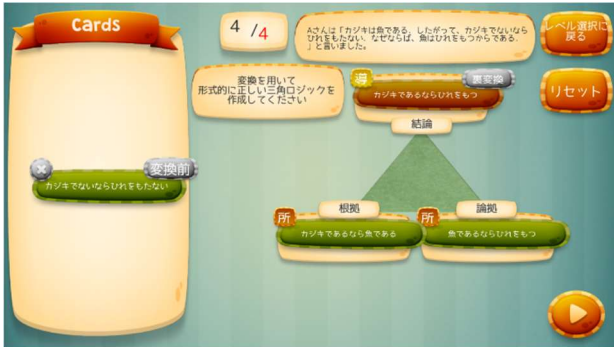 Cards
4 /4
Aさんは「カジキは魚である．したがって、カジキでないなら
ひれをもたない．なぜならば、魚はひれをもつからである．
」と言いました。
レベル選択に
戻る
変換を用いて
形式的に正しい三角ロジックを
作成してください
導
裏変換
カジキであるならひれをもつ
結論
リセット
×
変換前
カジキでないならひれをもたない
根拠
論拠
所
カジキであるなら魚である
所
魚であるならひれをもつ